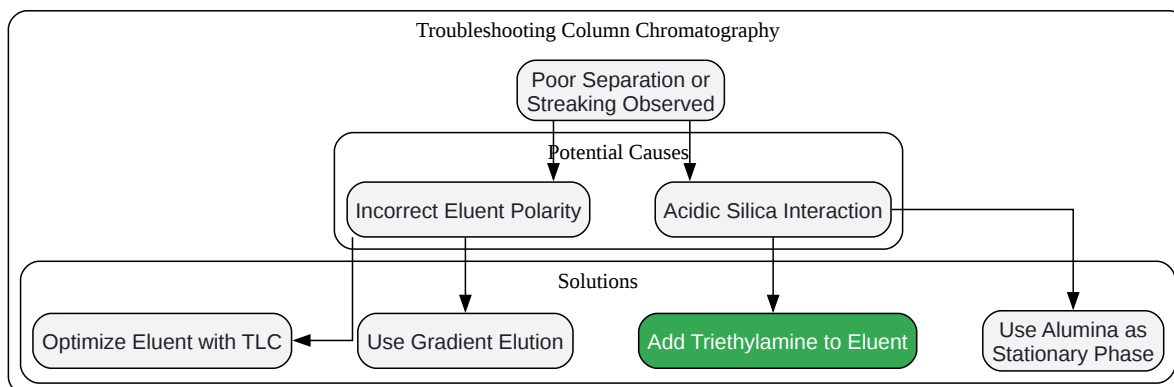 Troubleshooting Column Chromatography
Poor Separation or
Streaking Observed
Potential Causes
Incorrect Eluent Polarity
Acidic Silica Interaction
Solutions
Optimize Eluent with TLC
Use Gradient Elution
Add Triethylamine to Eluent
Use Alumina as
Stationary Phase